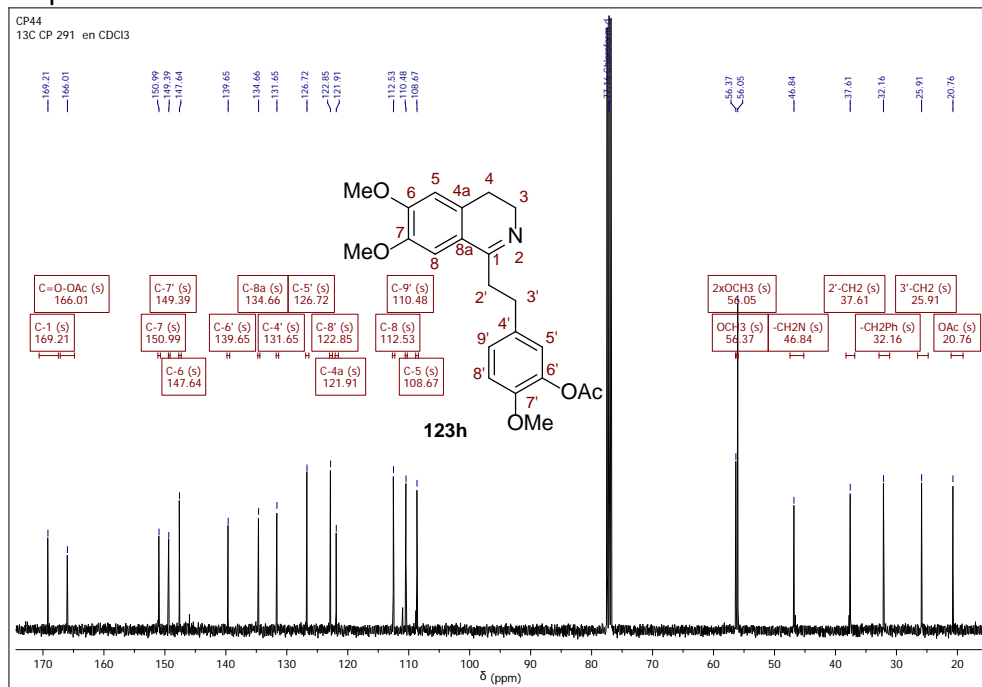 CP44
13C CP 291 en CDCl3
169.21
166.01
150.99
149.39
147.64
139.65
134.66
131.65
126.72
122.85
121.91
112.53
110.48
108.67
77.16 Chloroform-d
56.37
56.05
46.84
37.61
32.16
25.91
20.76
MeO
MeO
5
4
6
4a
3
7
8a
N
2
8
1
2'
3'
4'
9'
5'
8'
6'
7'
OAc
OMe
123h
C=O-OAc (s)
166.01
C-7' (s)
149.39
C-8a (s)
134.66
C-5' (s)
126.72
C-9' (s)
110.48
2xOCH3 (s)
56.05
2'-CH2 (s)
37.61
3'-CH2 (s)
25.91
C-1 (s)
169.21
C-7 (s)
150.99
C-6' (s)
139.65
C-4' (s)
131.65
C-8' (s)
122.85
C-8 (s)
112.53
OCH3 (s)
56.37
-CH2N (s)
46.84
-CH2Ph (s)
32.16
OAc (s)
20.76
C-6 (s)
147.64
C-4a (s)
121.91
C-5 (s)
108.67
170 160 150 140 130 120 110 100 90 80 70 60 50 40 30 20
δ (ppm)